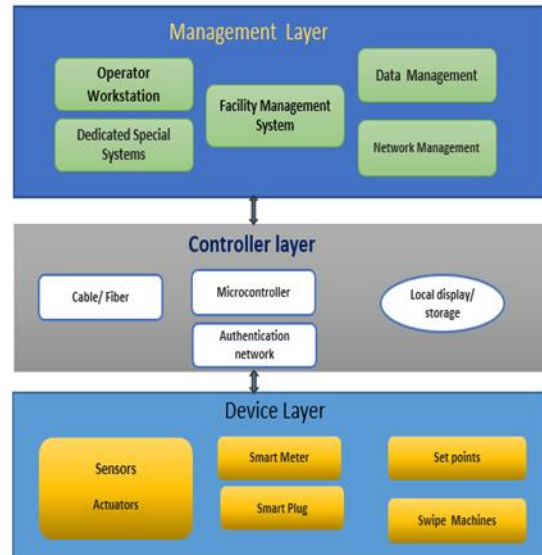 Management Layer
Operator
Workstation
Dedicated Special
Systems
Facility Management
System
Data Management
Network Management
Controller layer
Cable/ Fiber
Microcontroller
Authentication
network
Local display/
storage
Device Layer
Sensors
Actuators
Smart Meter
Smart Plug
Set points
Swipe Machines